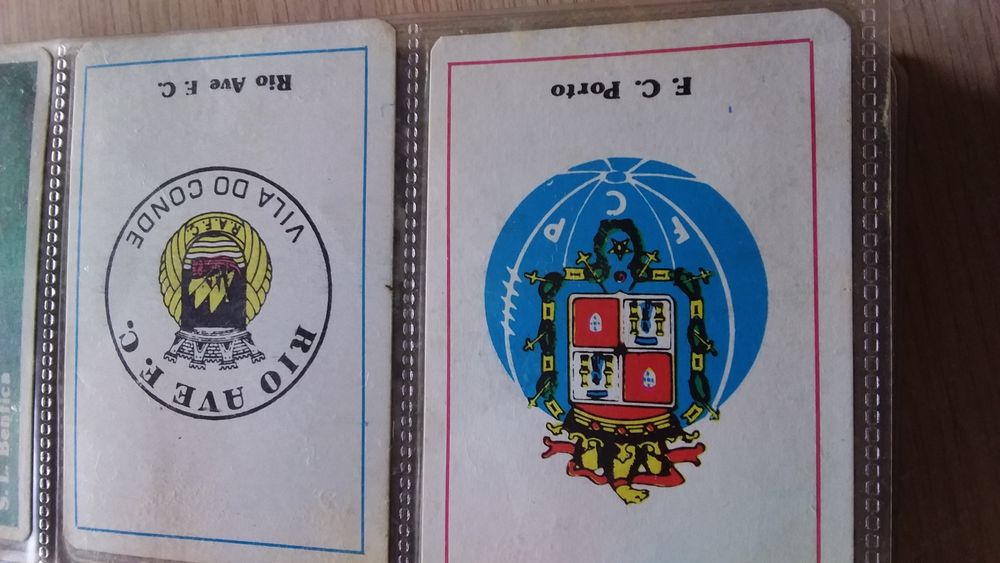 Rio Ave F. C.
RIO AVE F. C.
R.A.F.C.
VILA DO CONDE
F. C. Porto
F C P
S. L. Benfica